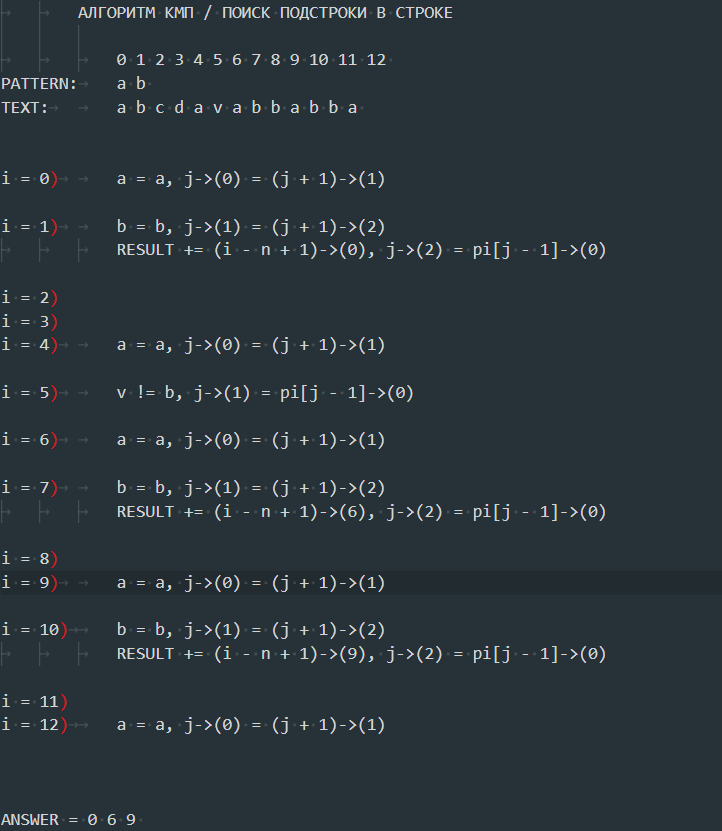 АЛГОРИТМ КМП / ПОИСК ПОДСТРОКИ В СТРОКЕ
0 1 2 3 4 5 6 7 8 9 10 11 12
PATTERN: a b
TEXT: a b c d a v a b b a b b a
i = 0) a = a, j->(0) = (j + 1)->(1)
i = 1) b = b, j->(1) = (j + 1)->(2)
RESULT += (i - n + 1)->(0), j->(2) = pi[j - 1]->(0)
i = 2)
i = 3)
i = 4) a = a, j->(0) = (j + 1)->(1)
i = 5) v != b, j->(1) = pi[j - 1]->(0)
i = 6) a = a, j->(0) = (j + 1)->(1)
i = 7) b = b, j->(1) = (j + 1)->(2)
RESULT += (i - n + 1)->(6), j->(2) = pi[j - 1]->(0)
i = 8)
i = 9) a = a, j->(0) = (j + 1)->(1)
i = 10) b = b, j->(1) = (j + 1)->(2)
RESULT += (i - n + 1)->(9), j->(2) = pi[j - 1]->(0)
i = 11)
i = 12) a = a, j->(0) = (j + 1)->(1)
ANSWER = 0 6 9